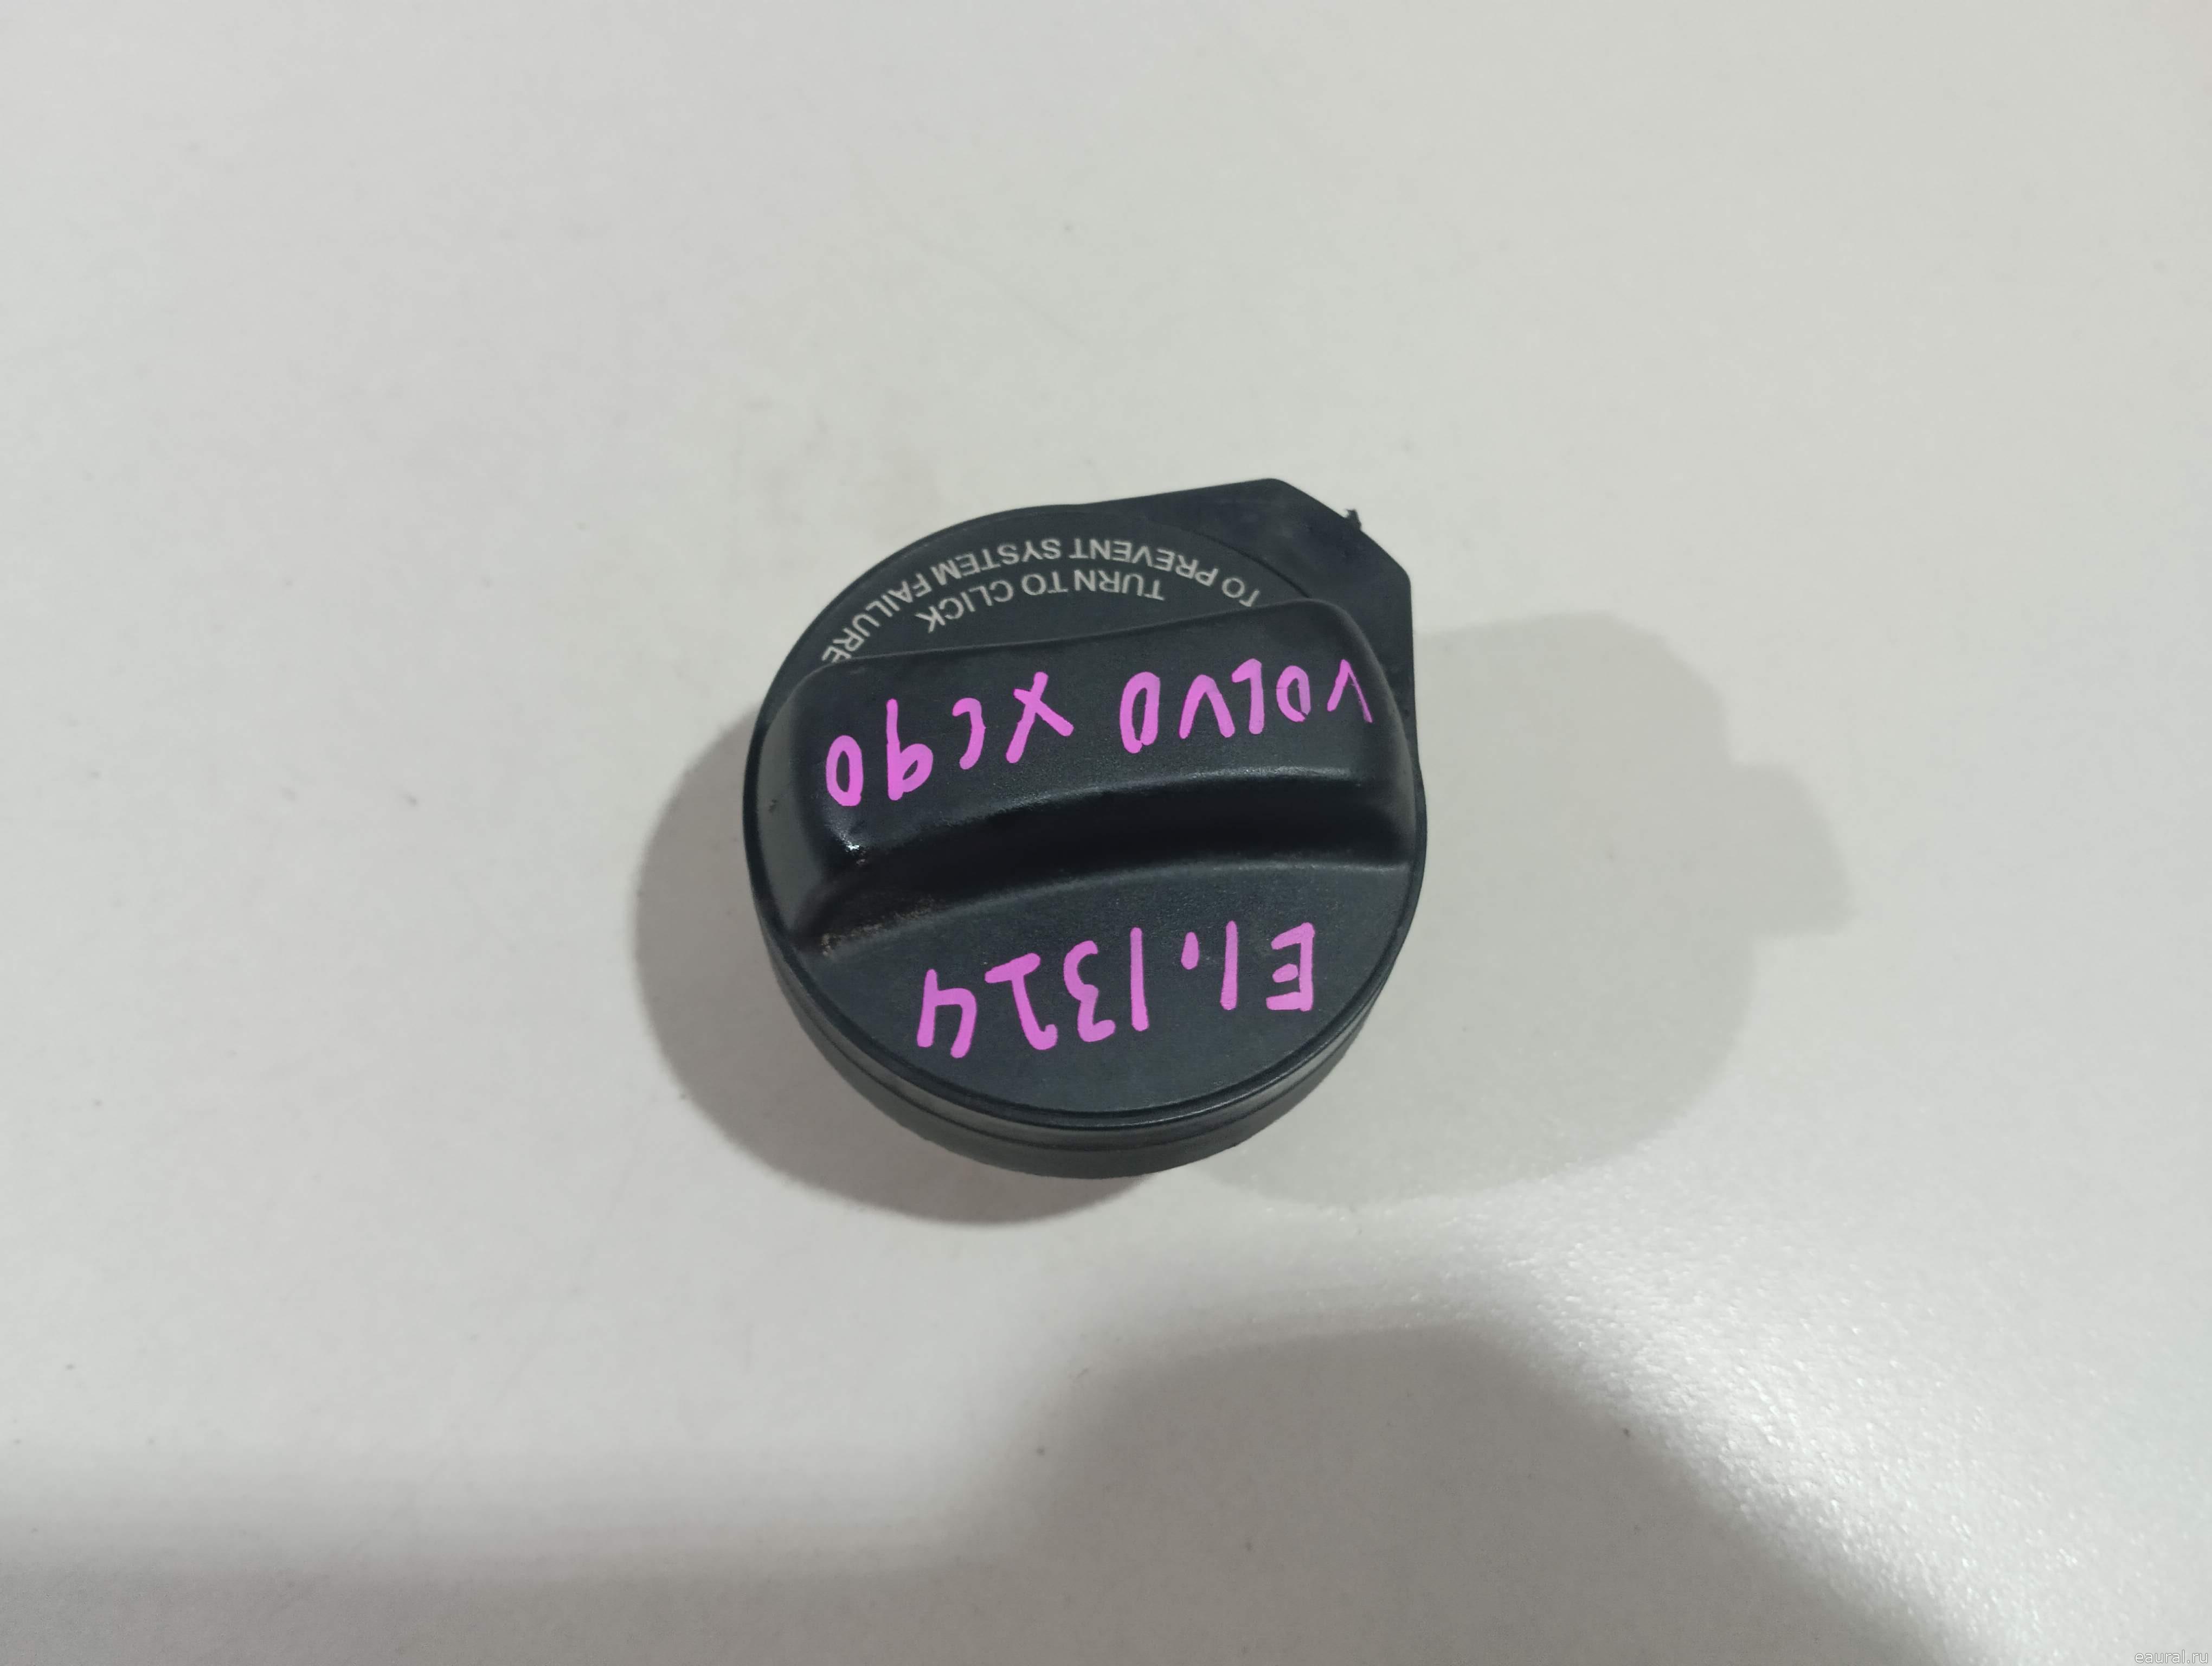 E1.1324
VOLVO XC90
TURN TO CLICK
TO PREVENT SYSTEM FAILURE
eaural.ru